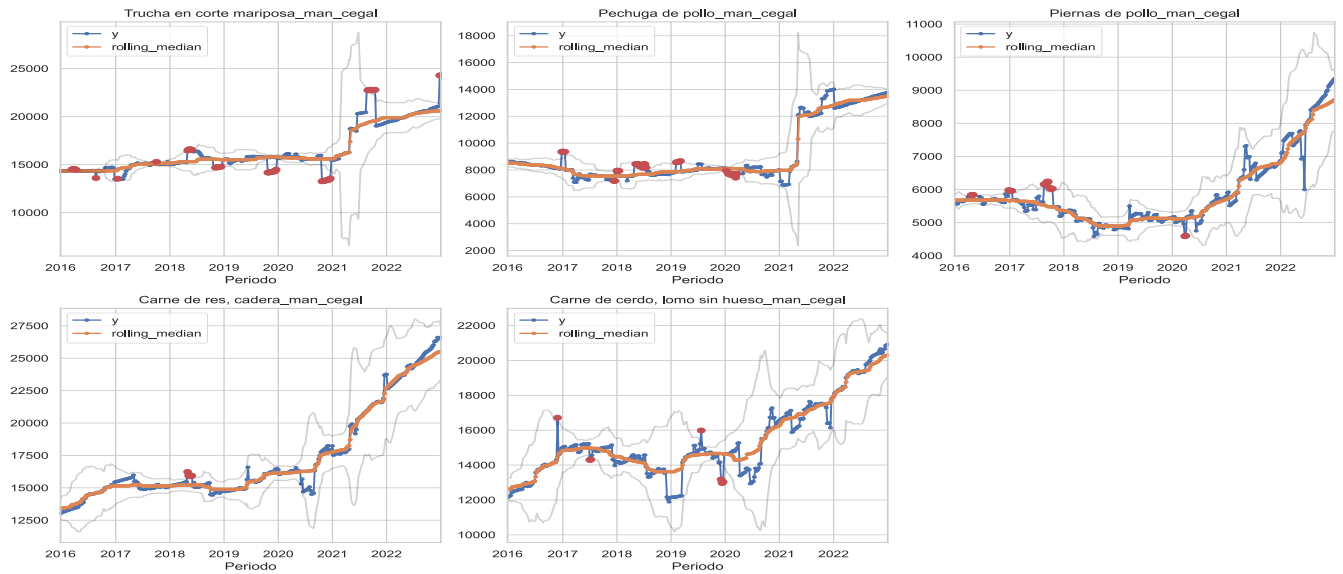 Trucha en corte mariposa_man_cegal
y
rolling_median
25000
20000
15000
10000
2016 2017 2018 2019 2020 2021 2022
Periodo
Pechuga de pollo_man_cegal
y
rolling_median
18000
16000
14000
12000
10000
8000
6000
4000
2000
2016 2017 2018 2019 2020 2021 2022
Periodo
Piernas de pollo_man_cegal
y
rolling_median
11000
10000
9000
8000
7000
6000
5000
4000
2016 2017 2018 2019 2020 2021 2022
Periodo
Carne de res, cadera_man_cegal
y
rolling_median
27500
25000
22500
20000
17500
15000
12500
2016 2017 2018 2019 2020 2021 2022
Periodo
Carne de cerdo, lomo sin hueso_man_cegal
y
rolling_median
22000
20000
18000
16000
14000
12000
10000
2016 2017 2018 2019 2020 2021 2022
Periodo